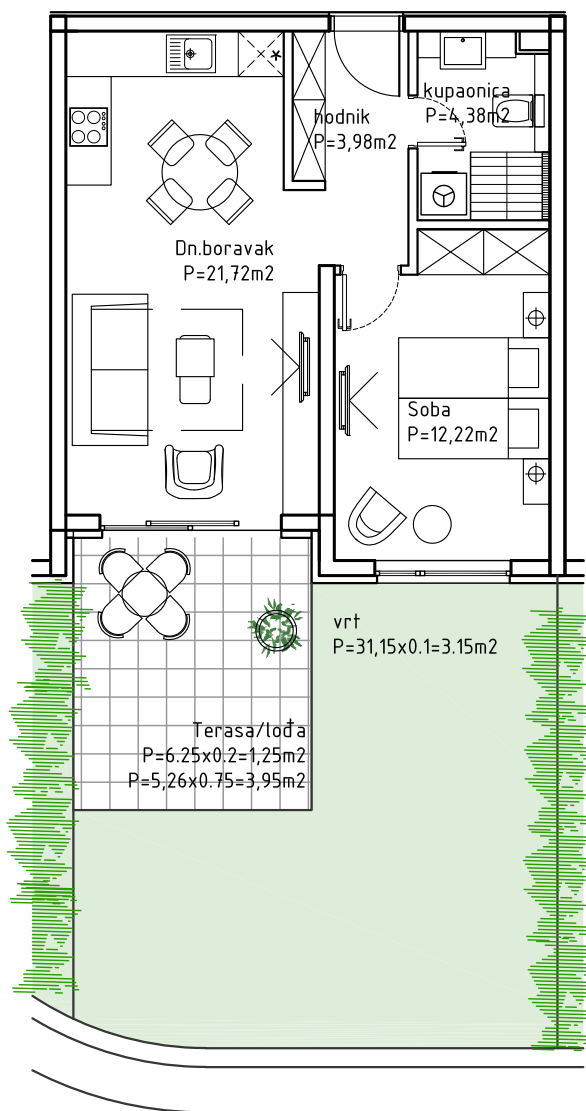 kupaonica
P=4,38m2
hodnik
P=3,98m2
Dn.boravak
P=21,72m2
Soba
P=12,22m2
vrt
P=31,15x0.1=3.15m2
Terasa/lođa
P=6.25x0.2=1,25m2
P=5,26x0.75=3,95m2